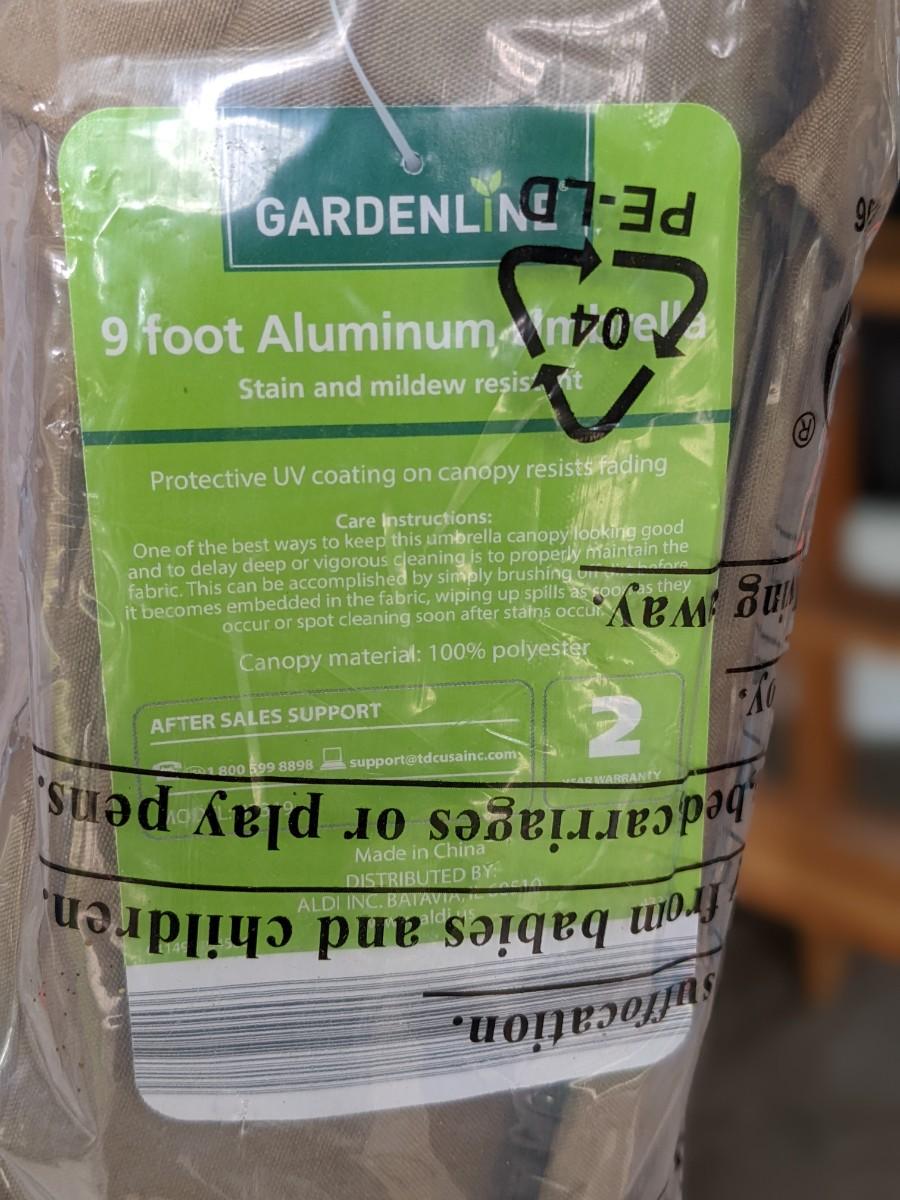 GARDENLINE
9 foot Aluminum Umbrella
Stain and mildew resistant
Protective UV coating on canopy resists fading
Care Instructions:
One of the best ways to keep this umbrella canopy looking good
and to delay deep or vigorous cleaning is to properly maintain the
fabric. This can be accomplished by simply brushing off before
it becomes embedded in the fabric, wiping up spills as soon as they
occur or spot cleaning soon after stains occur.
Canopy material: 100% polyester
AFTER SALES SUPPORT
1 800 599 8898 support@tdcusainc.com
2
YEAR WARRANTY
Made in China
DISTRIBUTED BY:
ALDI INC. BATAVIA, IL 60510
PE-LD
04
®
suffocation.
from babies and children.
carriages or play pens.